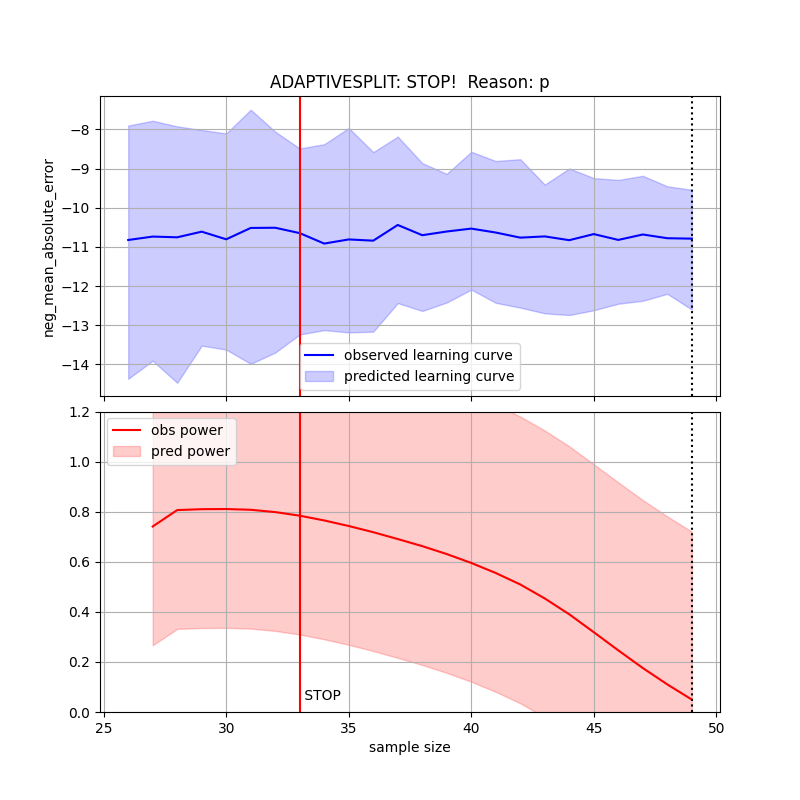 ADAPTIVESPLIT: STOP!  Reason: p
neg_mean_absolute_error
−8
−9
−10
−11
−12
−13
−14
observed learning curve
predicted learning curve
1.2
1.0
0.8
0.6
0.4
0.2
0.0
obs power
pred power
STOP
25
30
35
40
45
50
sample size